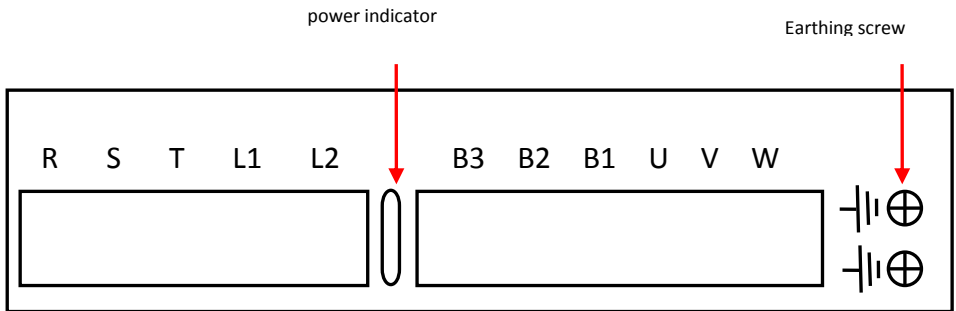 power indicator
Earthing screw
R S T L1 L2 B3 B2 B1 U V W